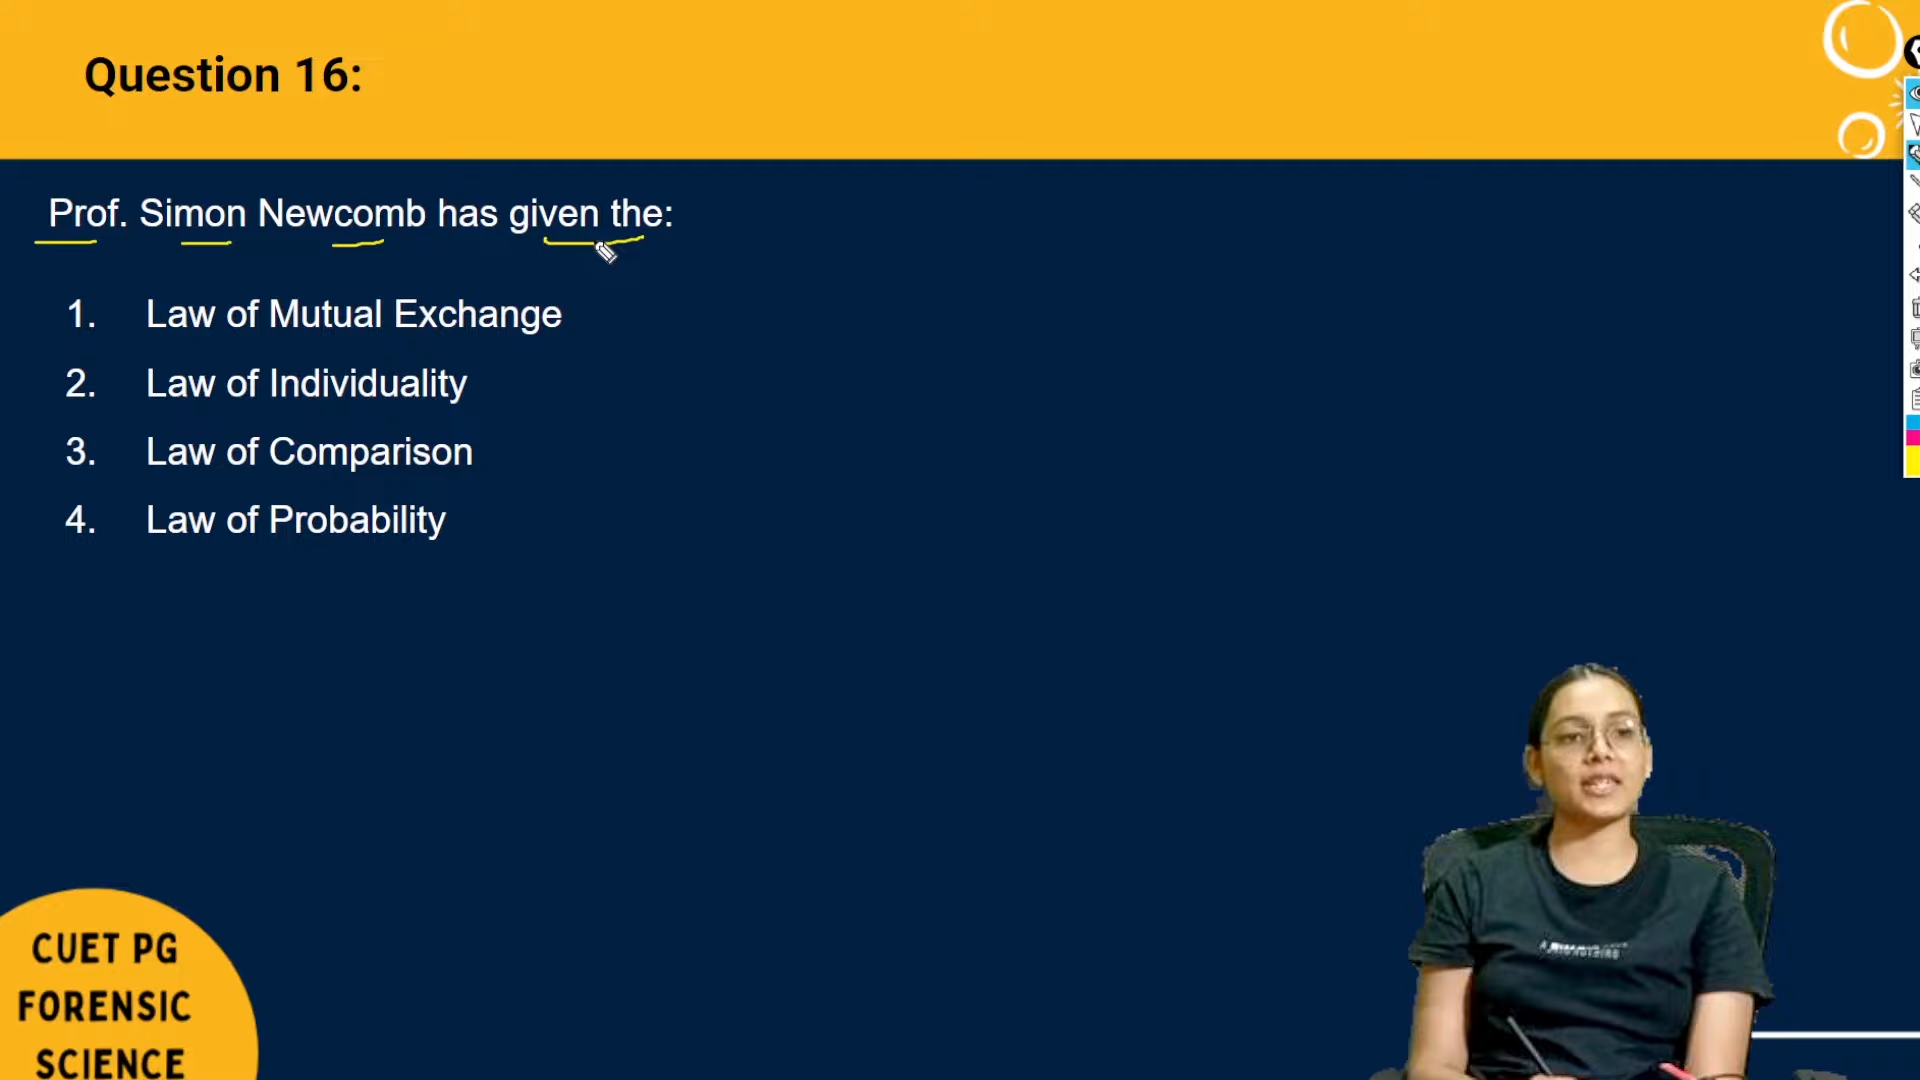 Question 16:
Prof. Simon Newcomb has given the:
1. Law of Mutual Exchange
2. Law of Individuality
3. Law of Comparison
4. Law of Probability
CUET PG
FORENSIC
SCIENCE